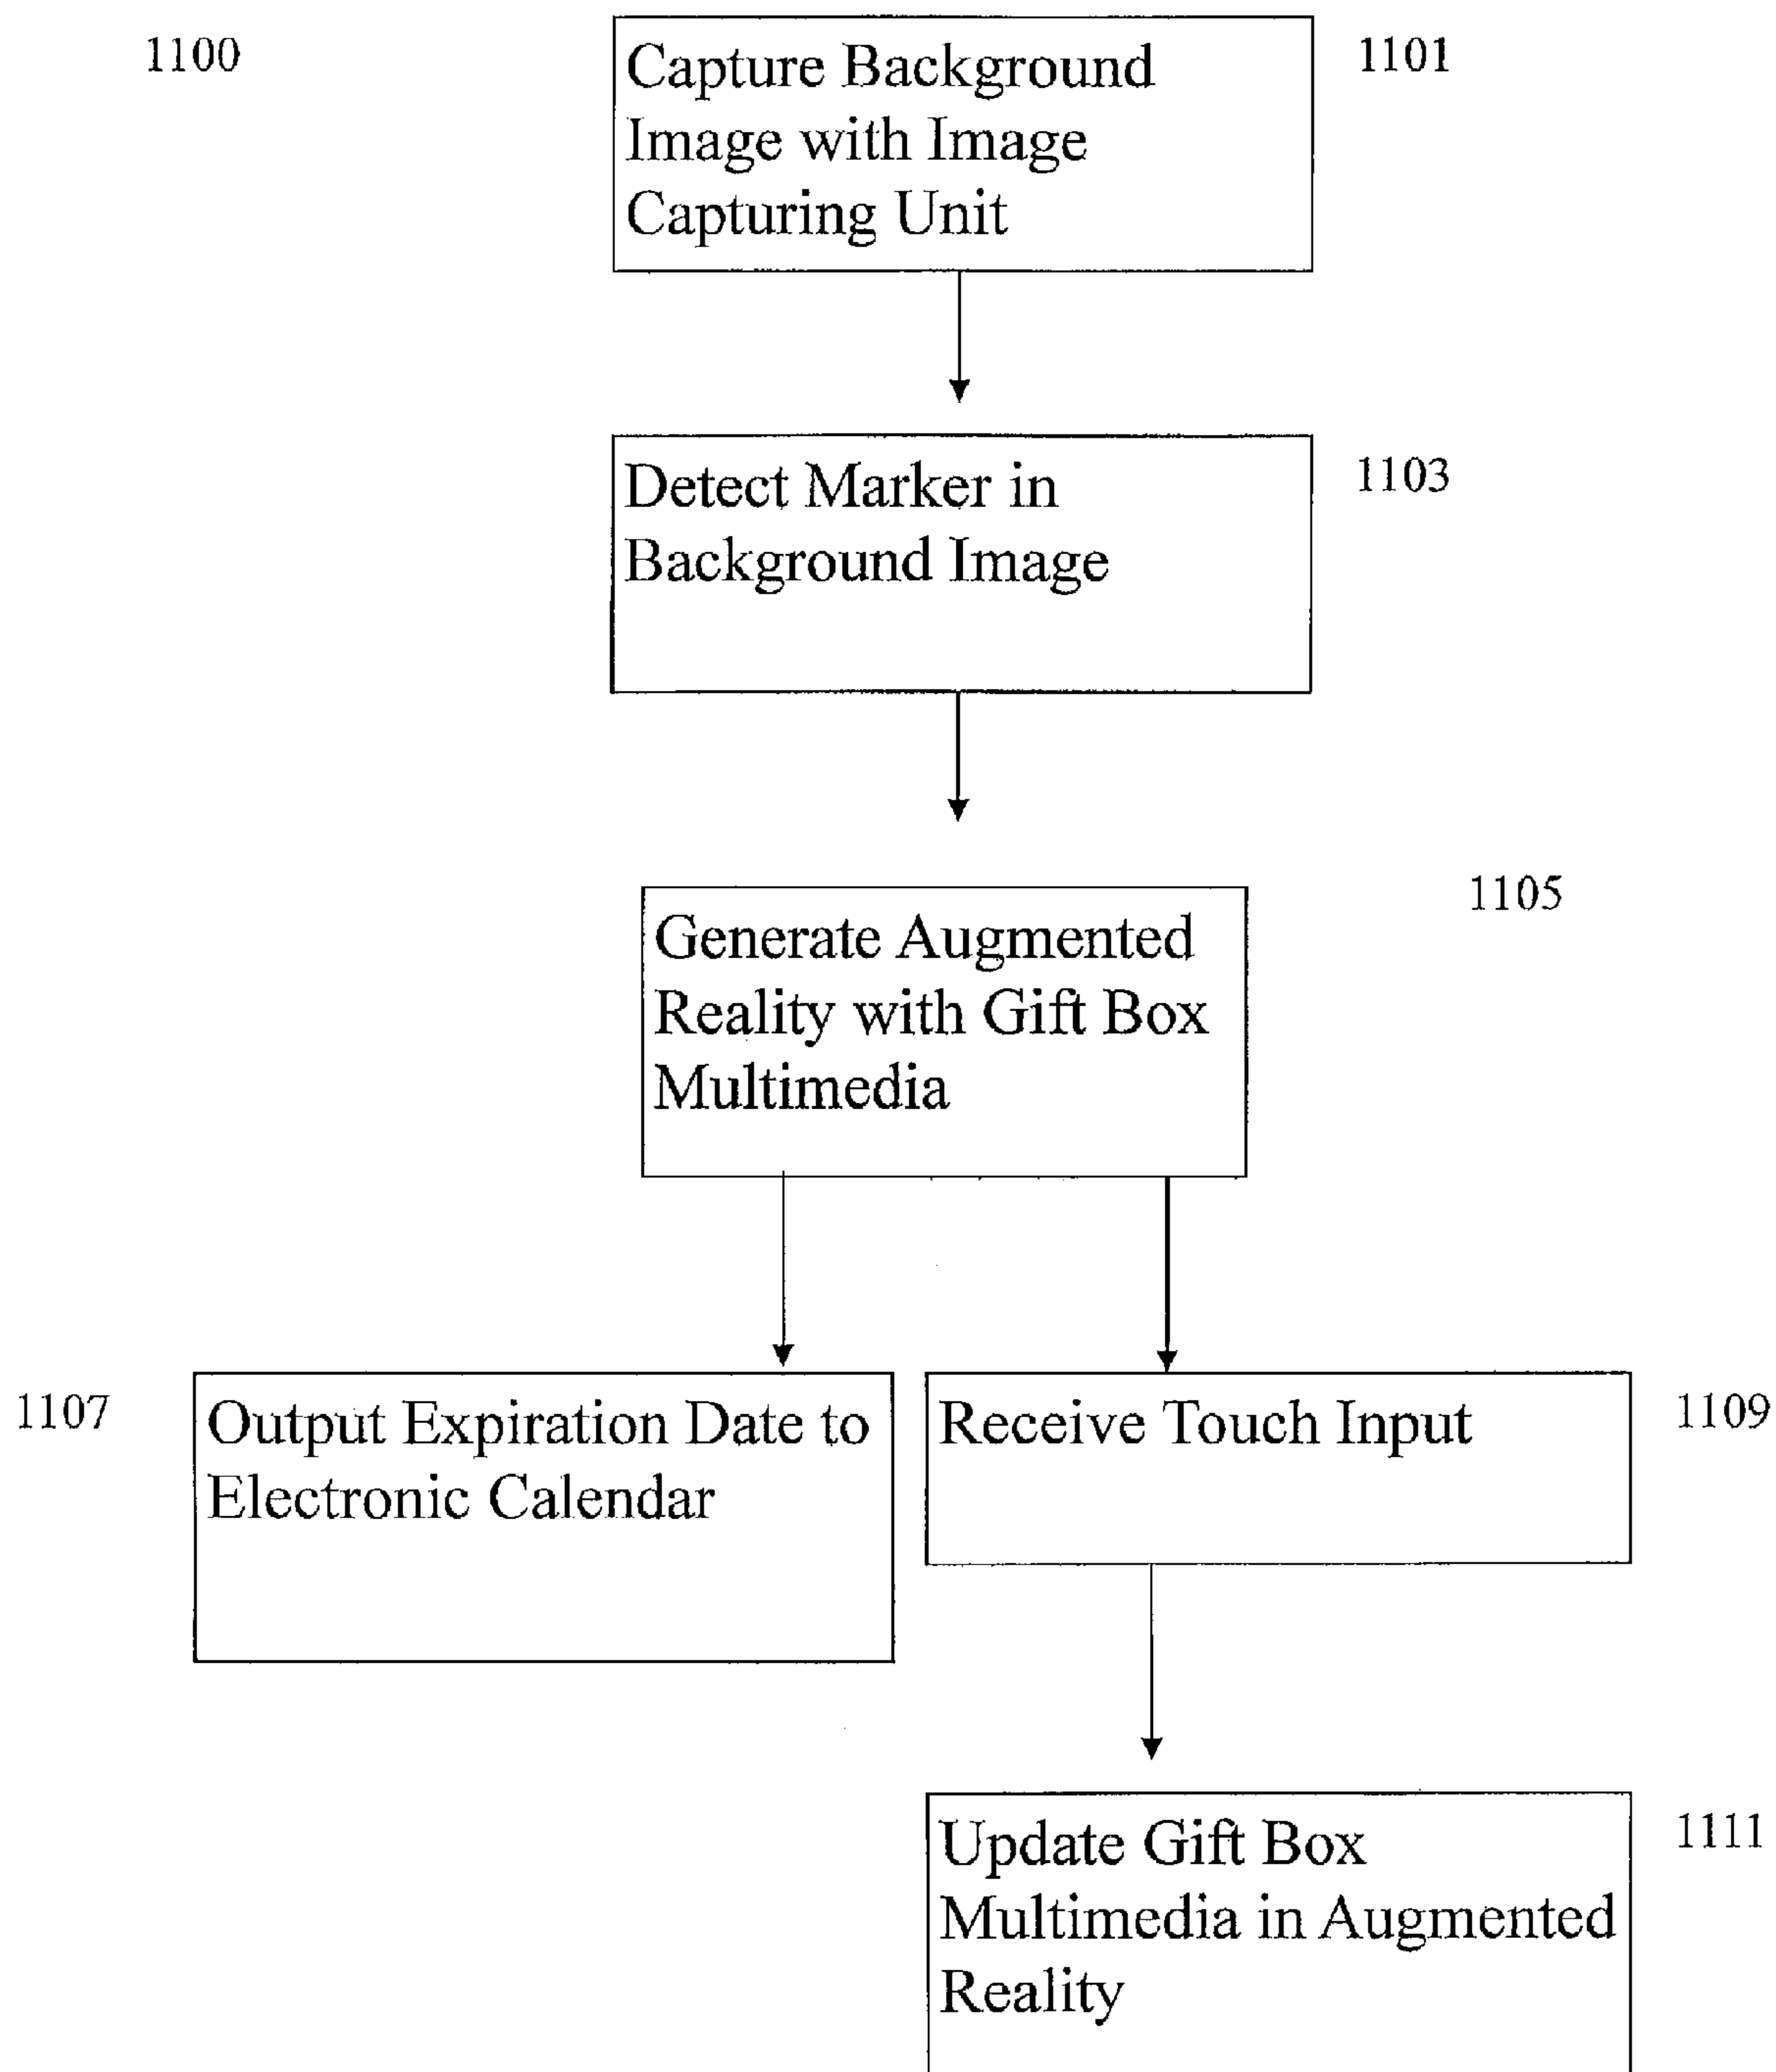 1100
1101
Capture Background
Image with Image
Capturing Unit
1103
Detect Marker in
Background Image
1105
Generate Augmented
Reality with Gift Box
Multimedia
1107
Output Expiration Date to
Electronic Calendar
1109
Receive Touch Input
1111
Update Gift Box
Multimedia in Augmented
Reality